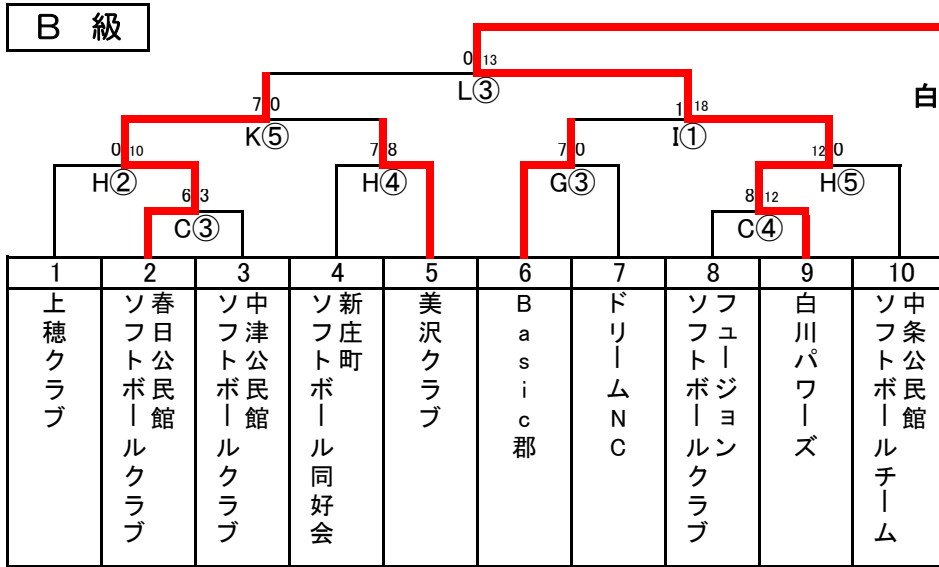 B 級
0 13
L③
白
7 0
K⑤
1 18
I①
0 10
H②
7 8
H④
7 0
G③
12 0
H⑤
6 3
C③
8 12
C④
1 2 3 4 5 6 7 8 9 10
上穂クラブ
春日公民館
ソフトボールクラブ
中津公民館
ソフトボールクラブ
新庄町
ソフトボール同好会
美沢クラブ
Basic郡
ドリームNC
フュージョン
ソフトボールクラブ
白川パワーズ
中条公民館
ソフトボールチーム